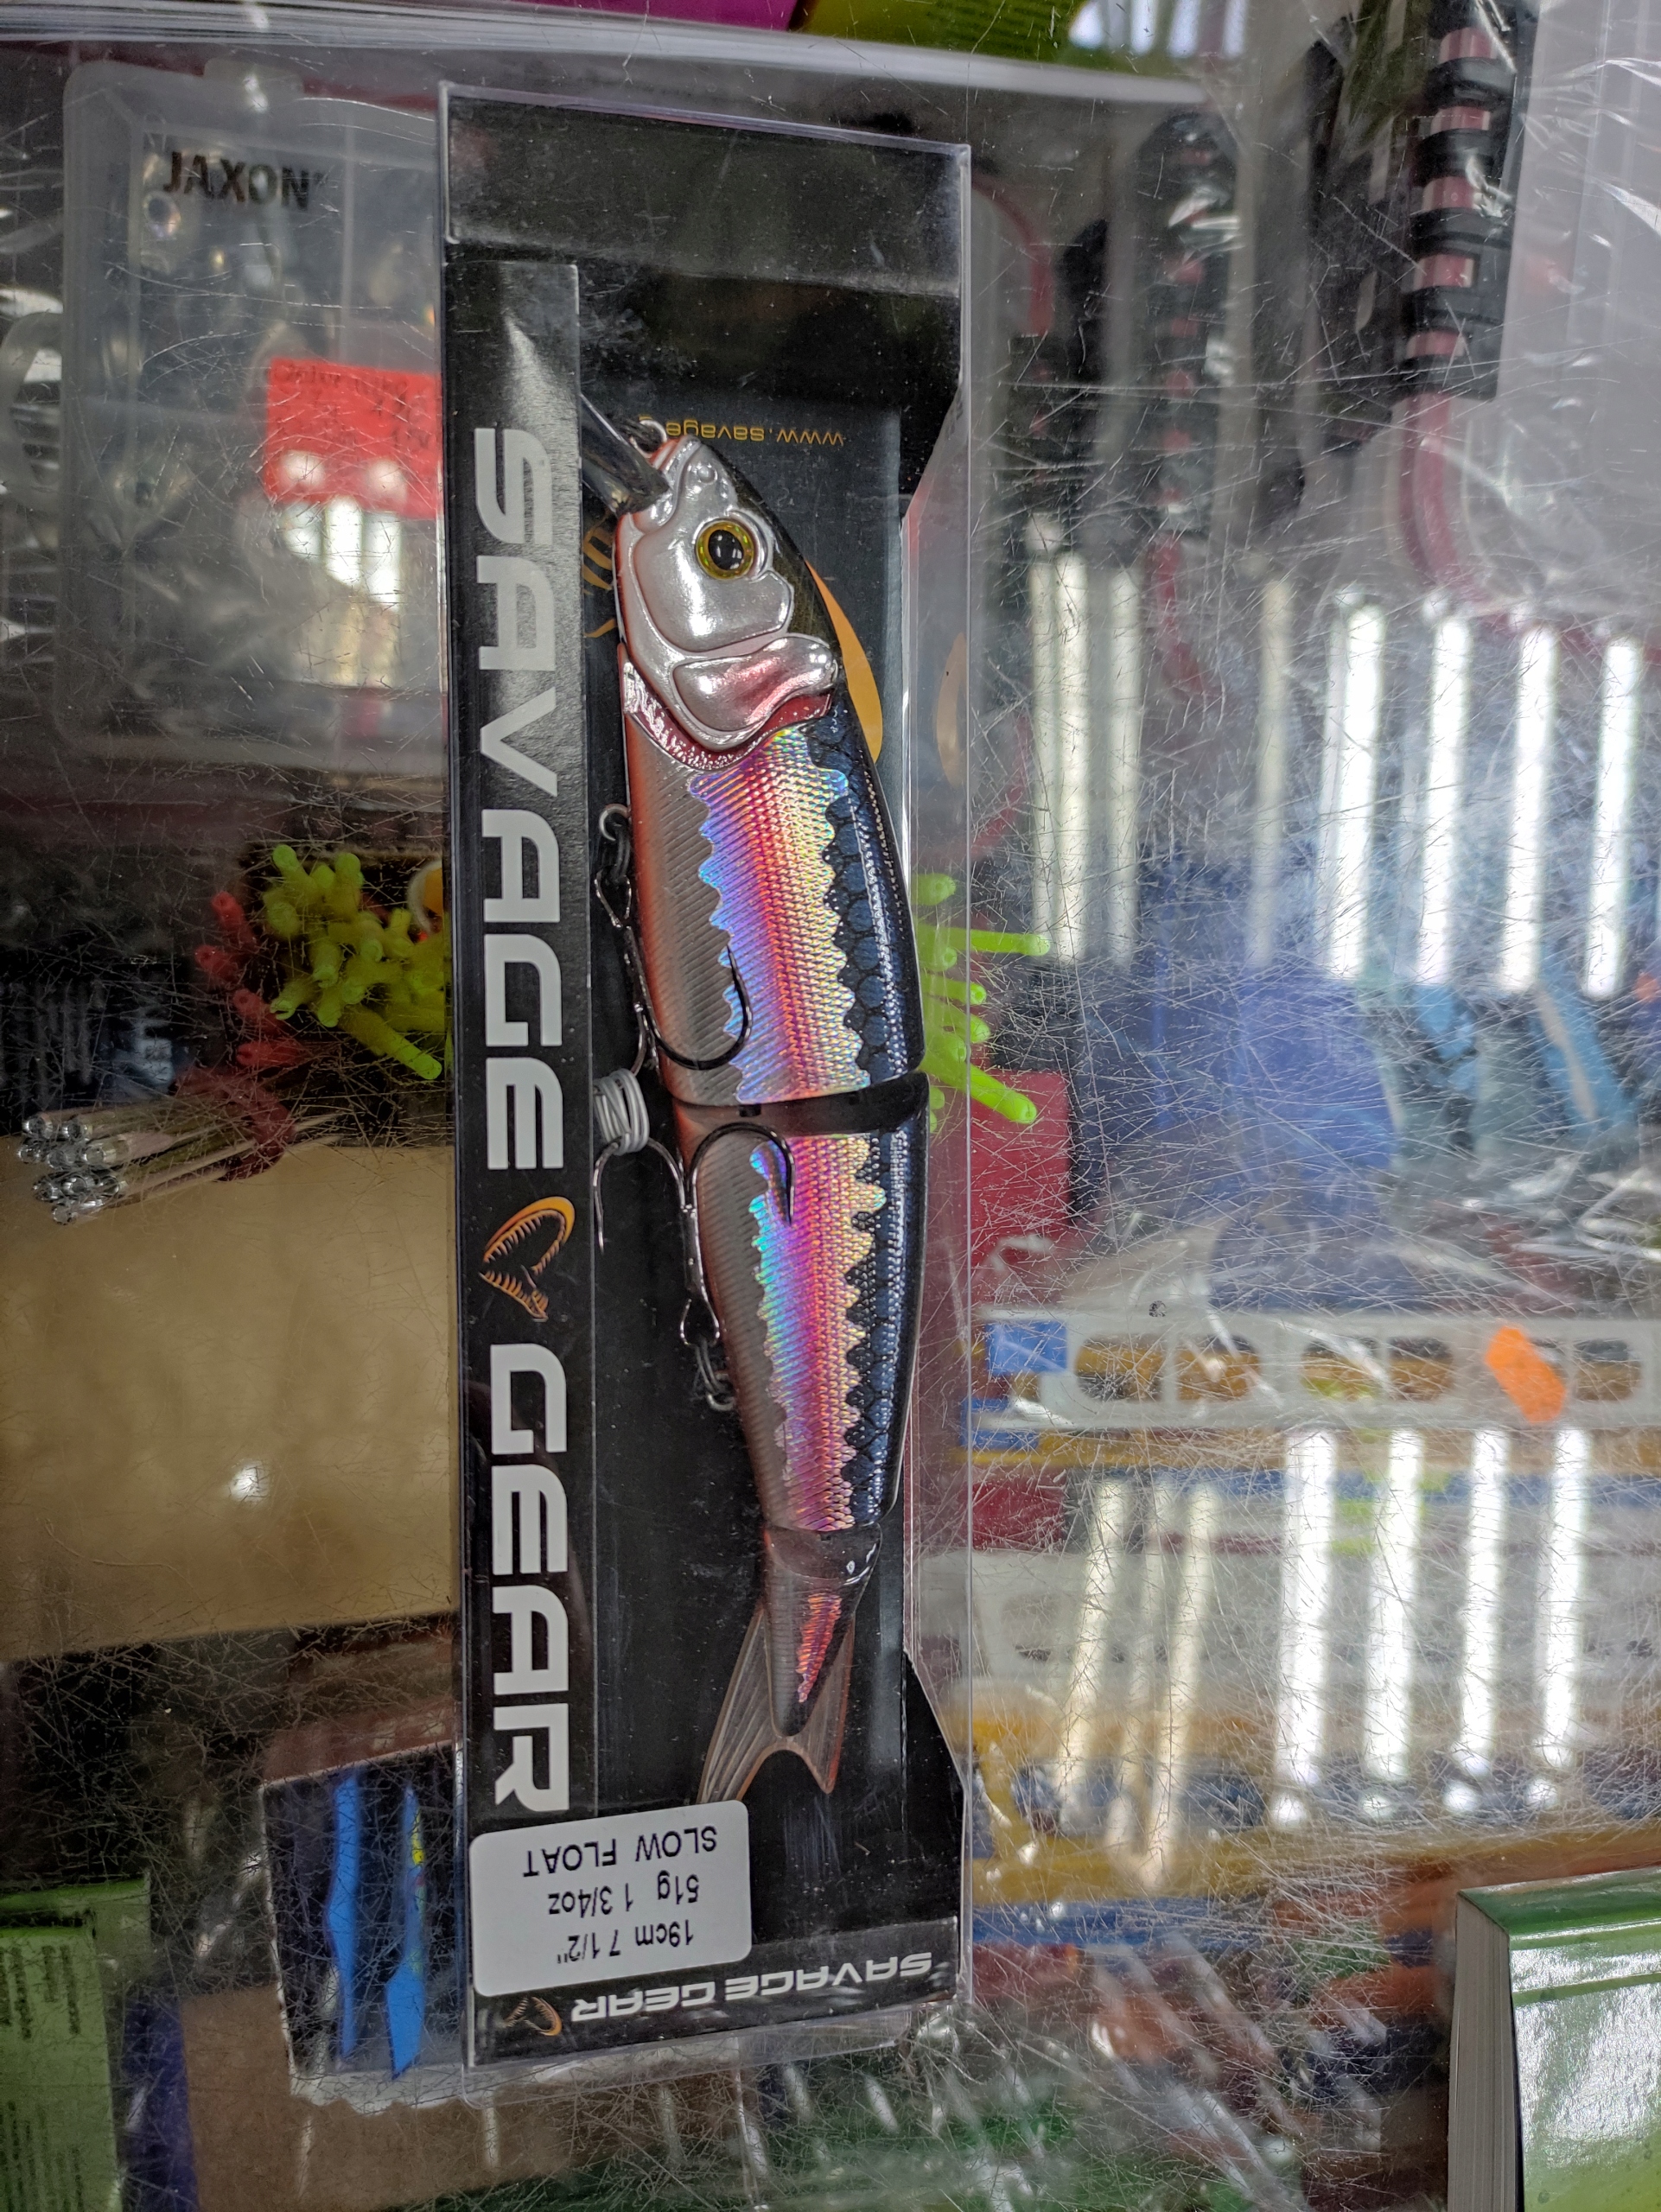 JAXON
www.savage
SAVAGE GEAR
19cm 7 1/2"
51g 1 3/4oz
SLOW FLOAT
SAVAGE GEAR